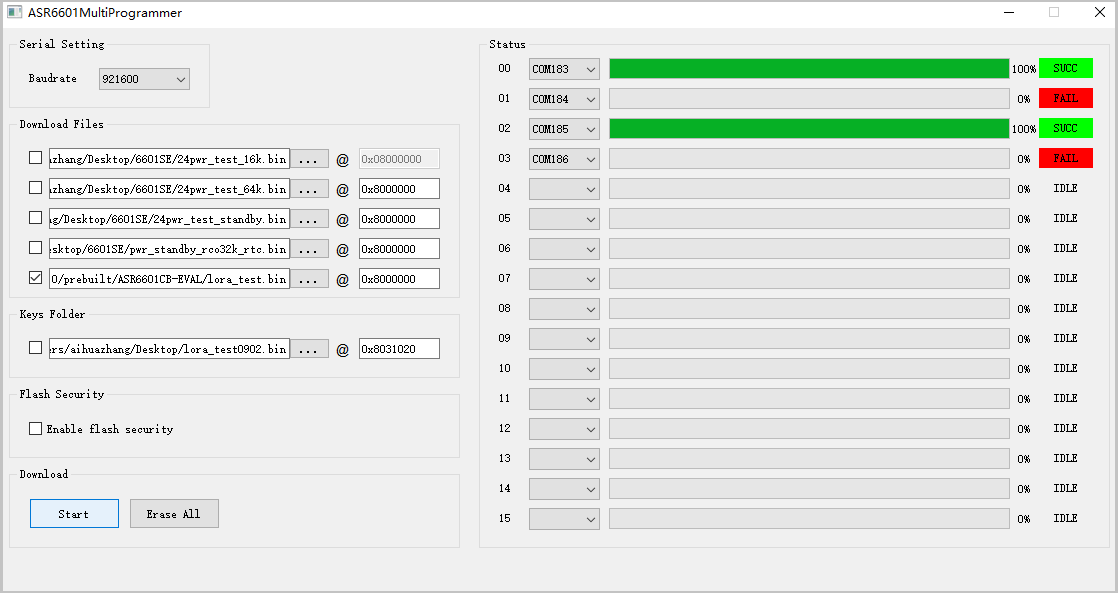 ASR6601MultiProgrammer
Serial Setting
Baudrate 921600
Download Files
azhang/Desktop/6601SE/24pwr_test_16k.bin ... @ 0x08000000
azhang/Desktop/6601SE/24pwr_test_64k.bin ... @ 0x8000000
ng/Desktop/6601SE/24pwr_test_standby.bin ... @ 0x8000000
esktop/6601SE/pwr_standby_rco32k_rtc.bin ... @ 0x8000000
0/prebuilt/ASR6601CB-EVAL/lora_test.bin ... @ 0x8000000
Keys Folder
ers/aihuazhang/Desktop/lora_test0902.bin ... @ 0x8031020
Flash Security
Enable flash security
Download
Start Erase All
Status
00 COM183 100% SUCC
01 COM184 0% FAIL
02 COM185 100% SUCC
03 COM186 0% FAIL
04 0% IDLE
05 0% IDLE
06 0% IDLE
07 0% IDLE
08 0% IDLE
09 0% IDLE
10 0% IDLE
11 0% IDLE
12 0% IDLE
13 0% IDLE
14 0% IDLE
15 0% IDLE